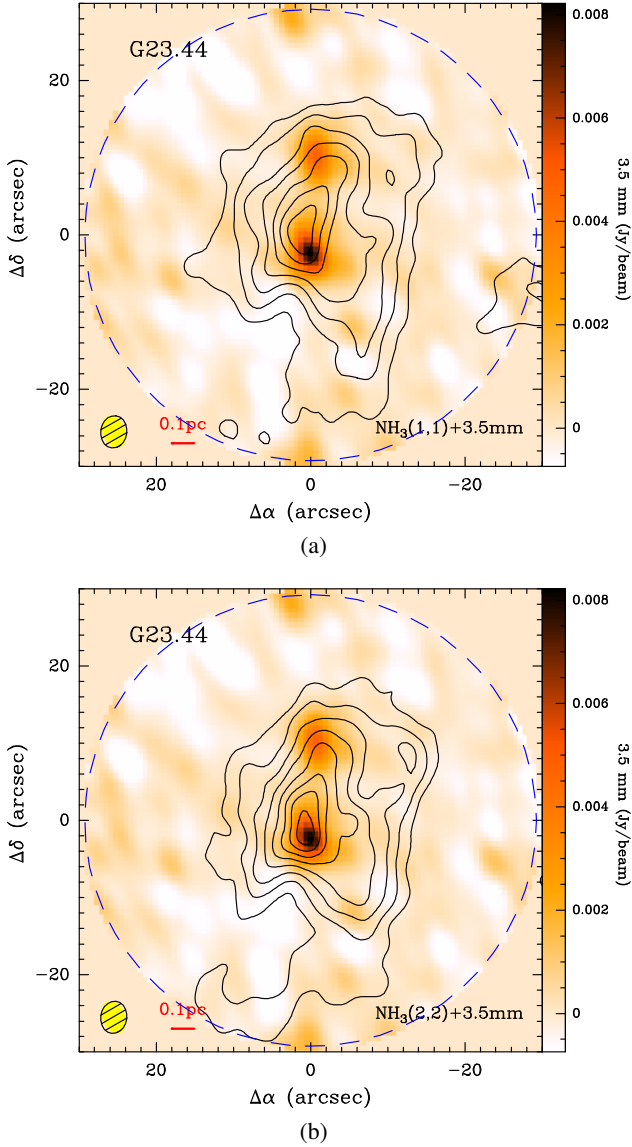 G23.44
20
0
−20
Δδ (arcsec)
0.1pc
NH3(1,1)+3.5mm
20
0
−20
Δα (arcsec)
0.008
0.006
0.004
0.002
0
3.5 mm (Jy/beam)
(a)
G23.44
20
0
−20
Δδ (arcsec)
0.1pc
NH3(2,2)+3.5mm
20
0
−20
Δα (arcsec)
0.008
0.006
0.004
0.002
0
3.5 mm (Jy/beam)
(b)